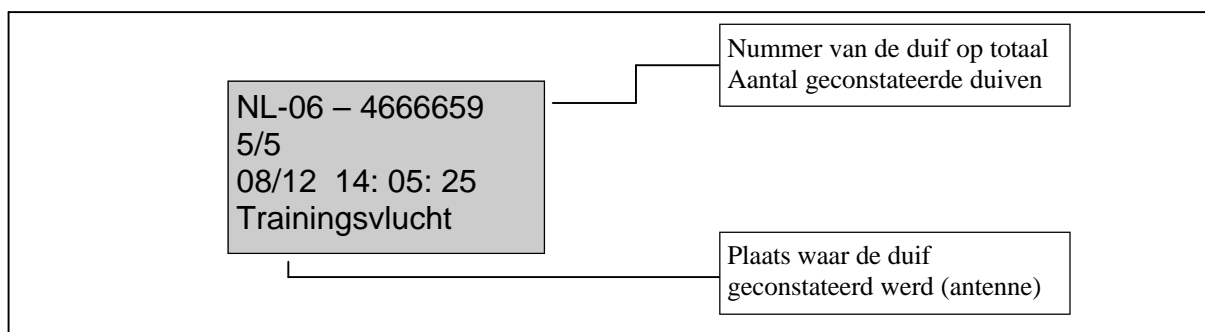 Nummer van de duif op totaal
Aantal geconstateerde duiven
NL-06 – 4666659
5/5
08/12 14: 05: 25
Trainingsvlucht
Plaats waar de duif
geconstateerd werd (antenne)